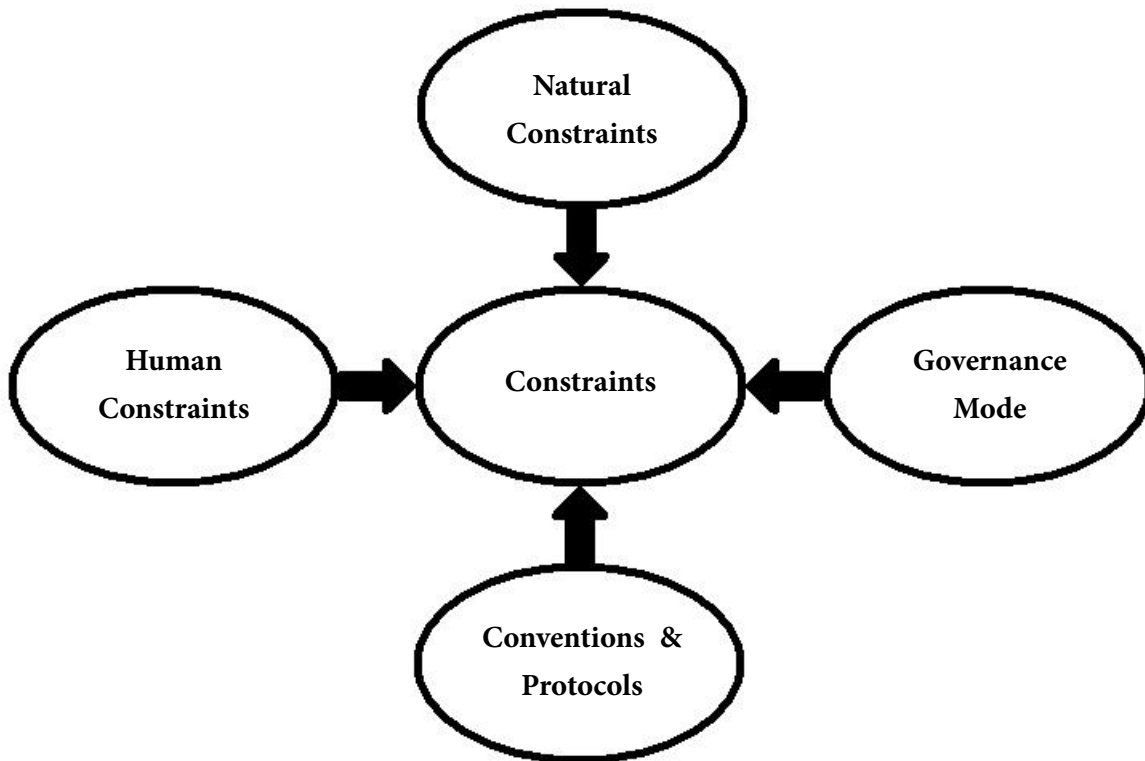 Natural
Constraints
Human
Constraints
Constraints
Governance
Mode
Conventions &
Protocols